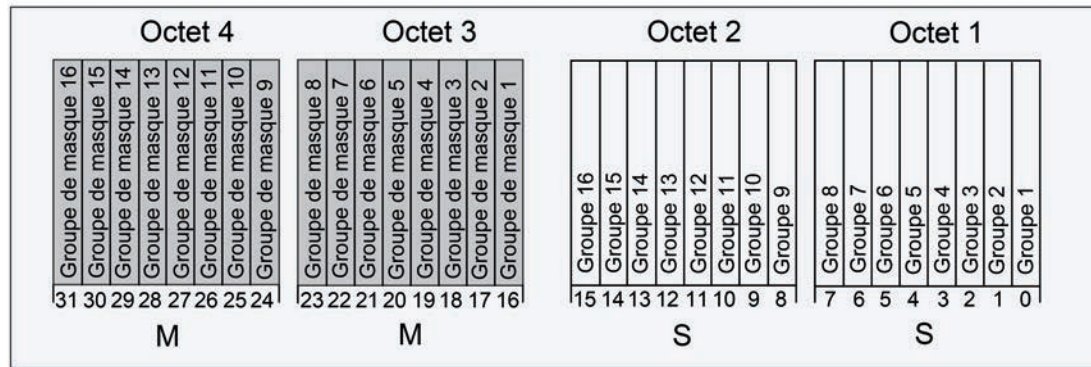 Octet 4
Octet 3
Octet 2
Octet 1
Groupe de masque 16
Groupe de masque 15
Groupe de masque 14
Groupe de masque 13
Groupe de masque 12
Groupe de masque 11
Groupe de masque 10
Groupe de masque 9
Groupe de masque 8
Groupe de masque 7
Groupe de masque 6
Groupe de masque 5
Groupe de masque 4
Groupe de masque 3
Groupe de masque 2
Groupe de masque 1
Groupe 16
Groupe 15
Groupe 14
Groupe 13
Groupe 12
Groupe 11
Groupe 10
Groupe 9
Groupe 8
Groupe 7
Groupe 6
Groupe 5
Groupe 4
Groupe 3
Groupe 2
Groupe 1
31 30 29 28 27 26 25 24
23 22 21 20 19 18 17 16
15 14 13 12 11 10 9 8
7 6 5 4 3 2 1 0
M
M
S
S